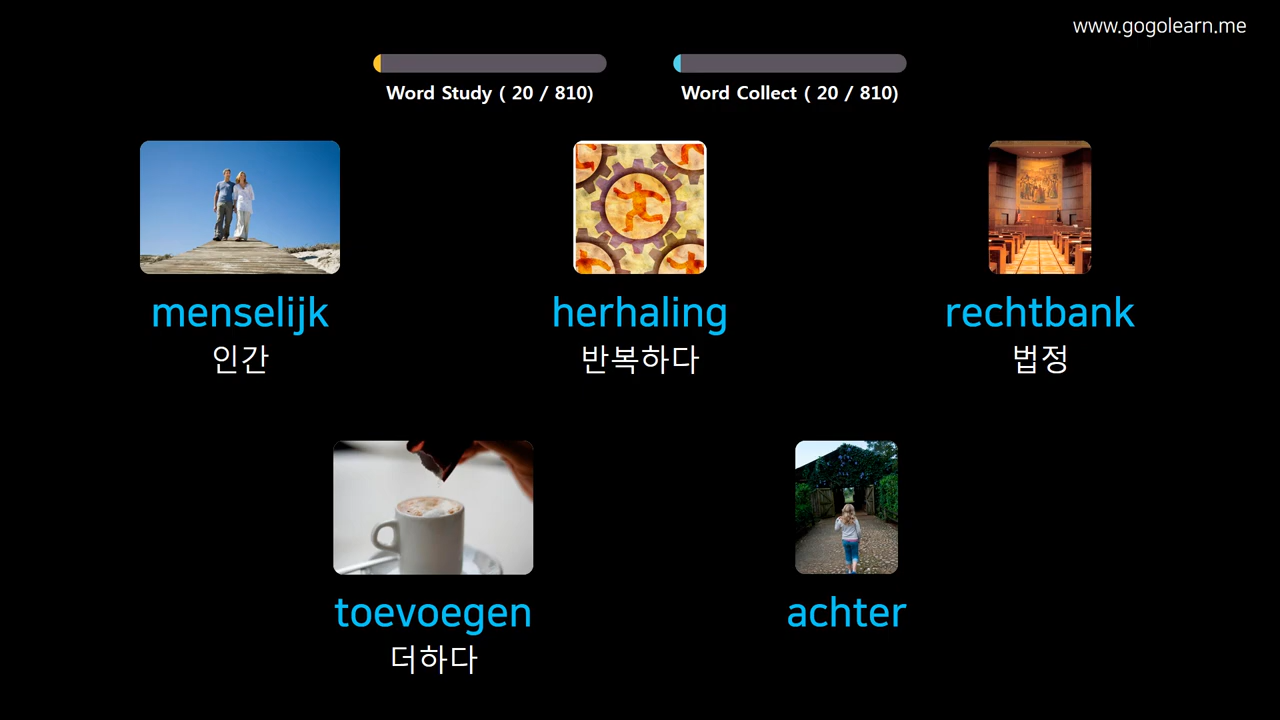 www.gogolearn.me
Word Study ( 20 / 810)
Word Collect ( 20 / 810)
menselijk
인간
herhaling
반복하다
rechtbank
법정
toevoegen
더하다
achter